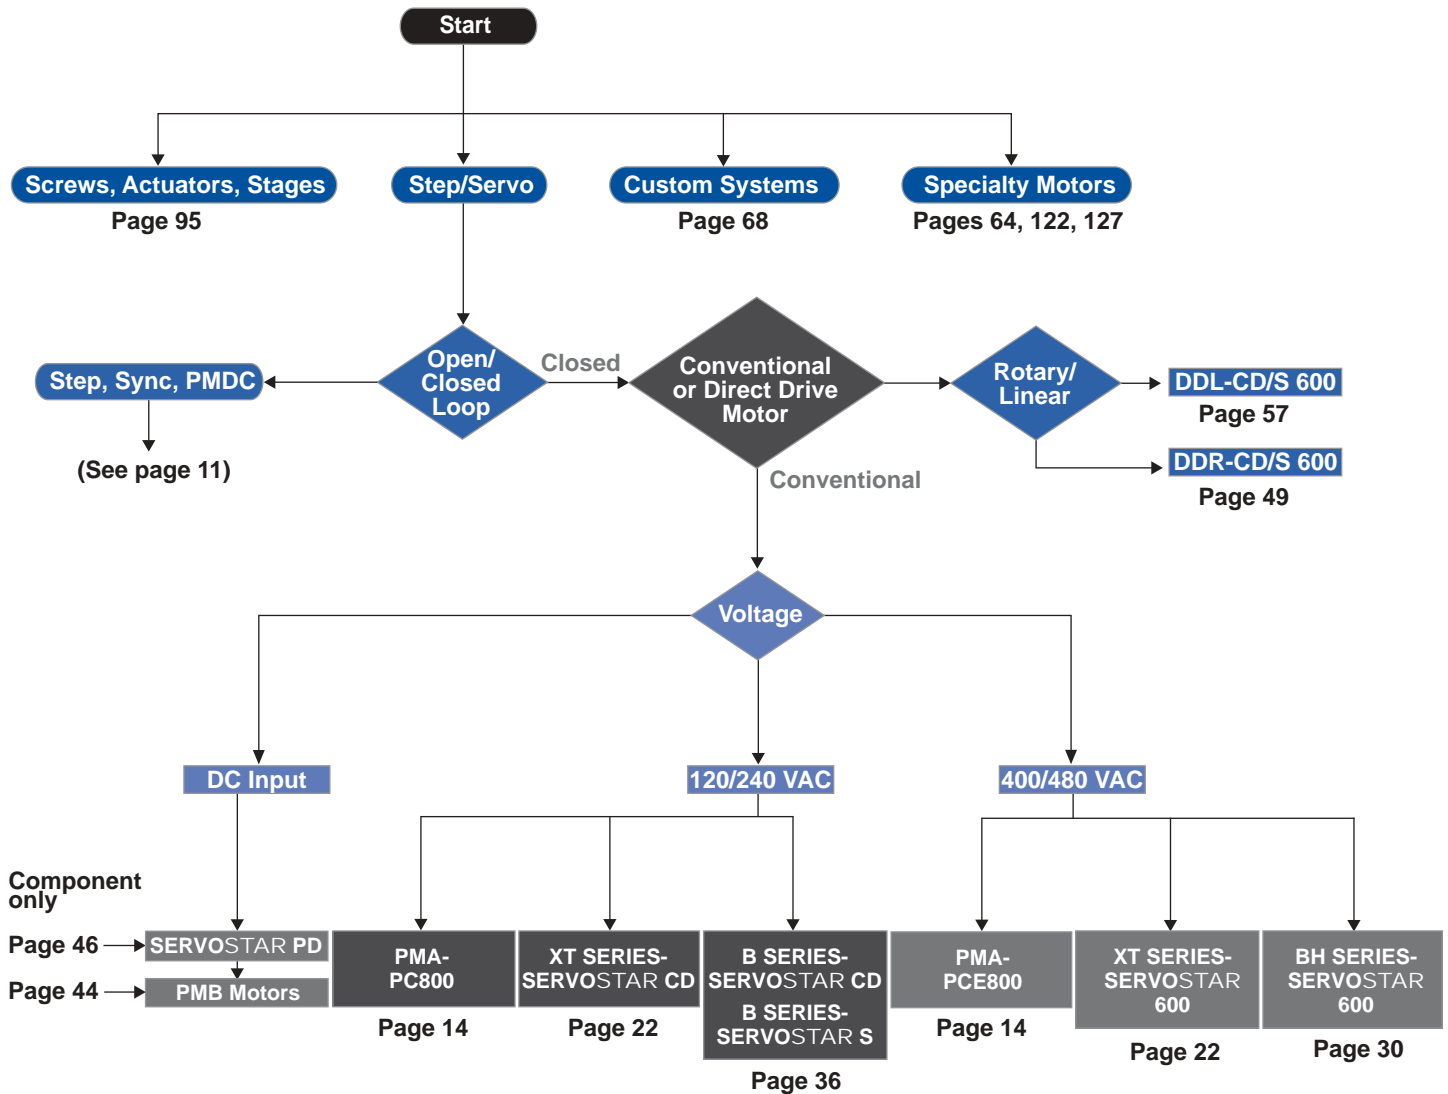 Start
Screws, Actuators, Stages
Page 95
Step/Servo
Custom Systems
Page 68
Specialty Motors
Pages 64, 122, 127
Step, Sync, PMDC
(See page 11)
Open/
Closed
Loop
Closed
Conventional
or Direct Drive
Motor
Conventional
Rotary/
Linear
DDL-CD/S 600
Page 57
DDR-CD/S 600
Page 49
Voltage
DC Input
120/240 VAC
400/480 VAC
Component
only
Page 46
SERVOSTAR PD
Page 44
PMB Motors
PMA-
PC800
Page 14
XT SERIES-
SERVOSTAR CD
Page 22
B SERIES-
SERVOSTAR CD
B SERIES-
SERVOSTAR S
Page 36
PMA-
PCE800
Page 14
XT SERIES-
SERVOSTAR
600
Page 22
BH SERIES-
SERVOSTAR
600
Page 30